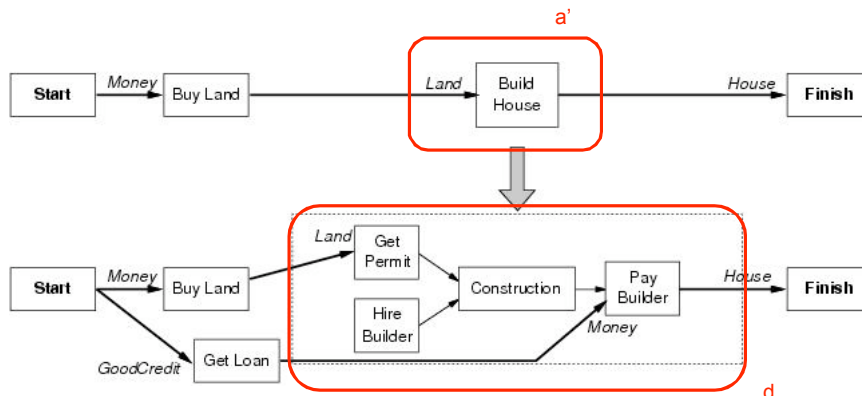 a'
Money
Land
House
Start
Buy Land
Build
House
Finish
Land
Get
Permit
Money
House
Start
Buy Land
Construction
Pay
Builder
Finish
Hire
Builder
Money
GoodCredit
Get Loan
d